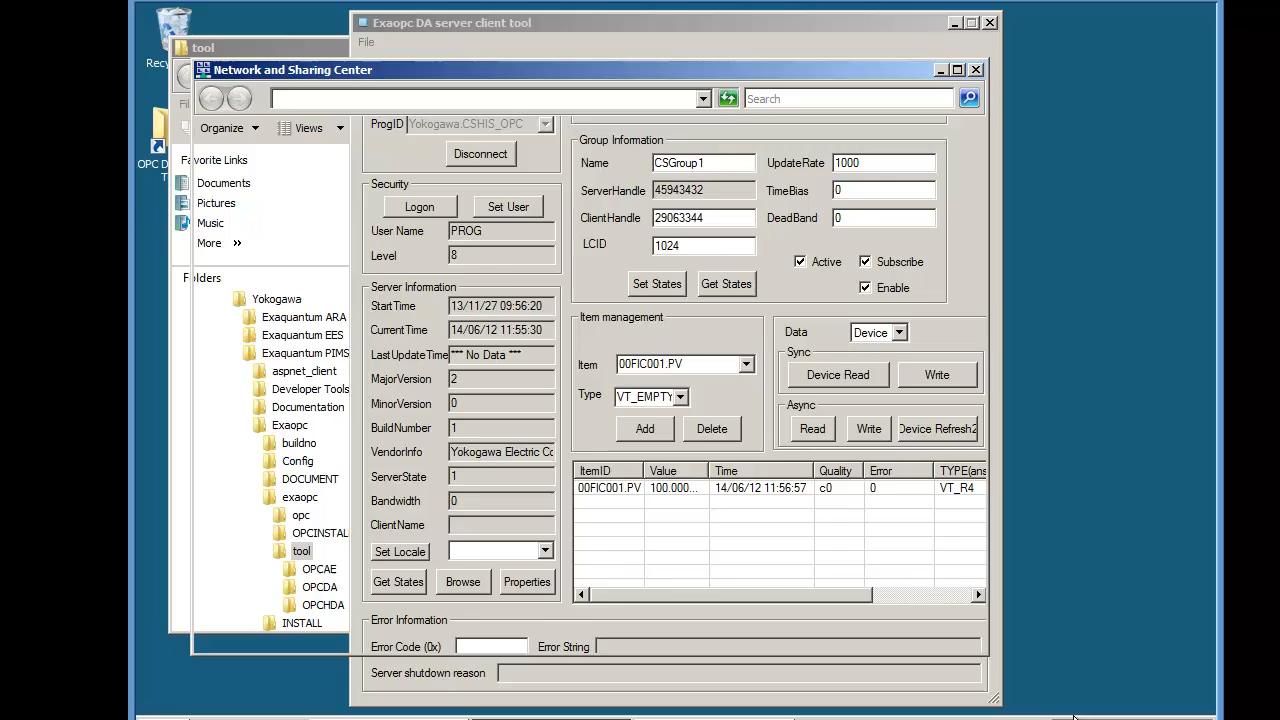 Exaopc DA server client tool
File
tool
Network and Sharing Center
Search
Organize
Views
Favorite Links
Documents
Pictures
Music
More »
Folders
Yokogawa
Exaquantum ARA
Exaquantum EES
Exaquantum PIMS
aspnet_client
Developer Tools
Documentation
Exaopc
buildno
Config
DOCUMENT
exaopc
opc
tool
OPCAE
OPCDA
OPCHDA
INSTALL
ProgID Yokogawa.CSHIS_OPC
Disconnect
Security
Logon Set User
User Name PROG
Level 8
Server Information
StartTime 13/11/27 09:56:20
CurrentTime 14/06/12 11:55:30
LastUpdateTime *** No Data ***
MajorVersion 2
MinorVersion 0
BuildNumber 1
VendorInfo Yokogawa Electric Cc
ServerState 1
Bandwidth 0
ClientName
Set Locale
Get States Browse Properties
Group Information
Name CSGroup1 UpdateRate 1000
ServerHandle 45943432 TimeBias 0
ClientHandle 29063344 DeadBand 0
LCID 1024
Active Subscribe
Set States Get States Enable
Item management
Item 00FIC001.PV
Type VT_EMPTY
Add Delete
Data Device
Sync
Device Read Write
Async
Read Write Device Refresh2
ItemID Value Time Quality Error TYPE(ans
00FIC001.PV 100.000... 14/06/12 11:56:57 c0 0 VT_R4
Error Information
Error Code (0x) Error String
Server shutdown reason